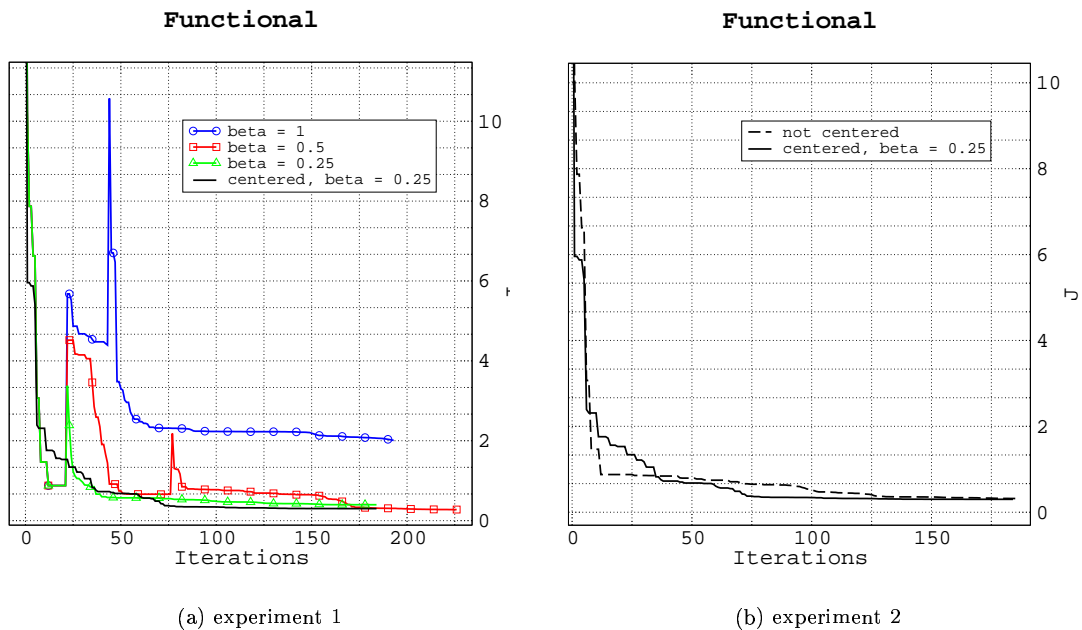 Functional
10
8
6
4
2
0
beta = 1
beta = 0.5
beta = 0.25
centered, beta = 0.25
0 50 100 150 200
Iterations
(a) experiment 1
Functional
10
8
6
4
2
0
J
not centered
centered, beta = 0.25
0 50 100 150
Iterations
(b) experiment 2